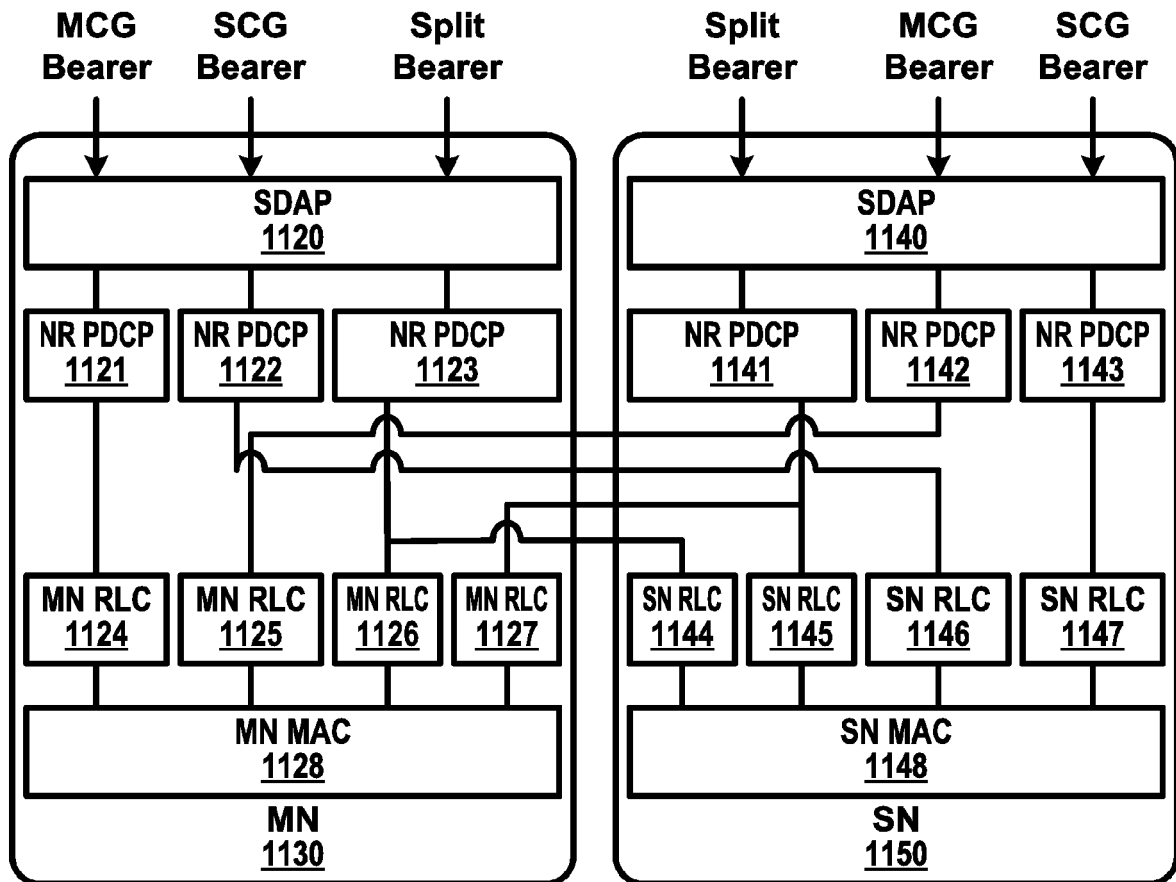 MCG Bearer
SCG Bearer
Split Bearer
Split Bearer
MCG Bearer
SCG Bearer
SDAP
1120
SDAP
1140
NR PDCP
1121
NR PDCP
1122
NR PDCP
1123
NR PDCP
1141
NR PDCP
1142
NR PDCP
1143
MN RLC
1124
MN RLC
1125
MN RLC
1126
MN RLC
1127
SN RLC
1144
SN RLC
1145
SN RLC
1146
SN RLC
1147
MN MAC
1128
SN MAC
1148
MN
1130
SN
1150